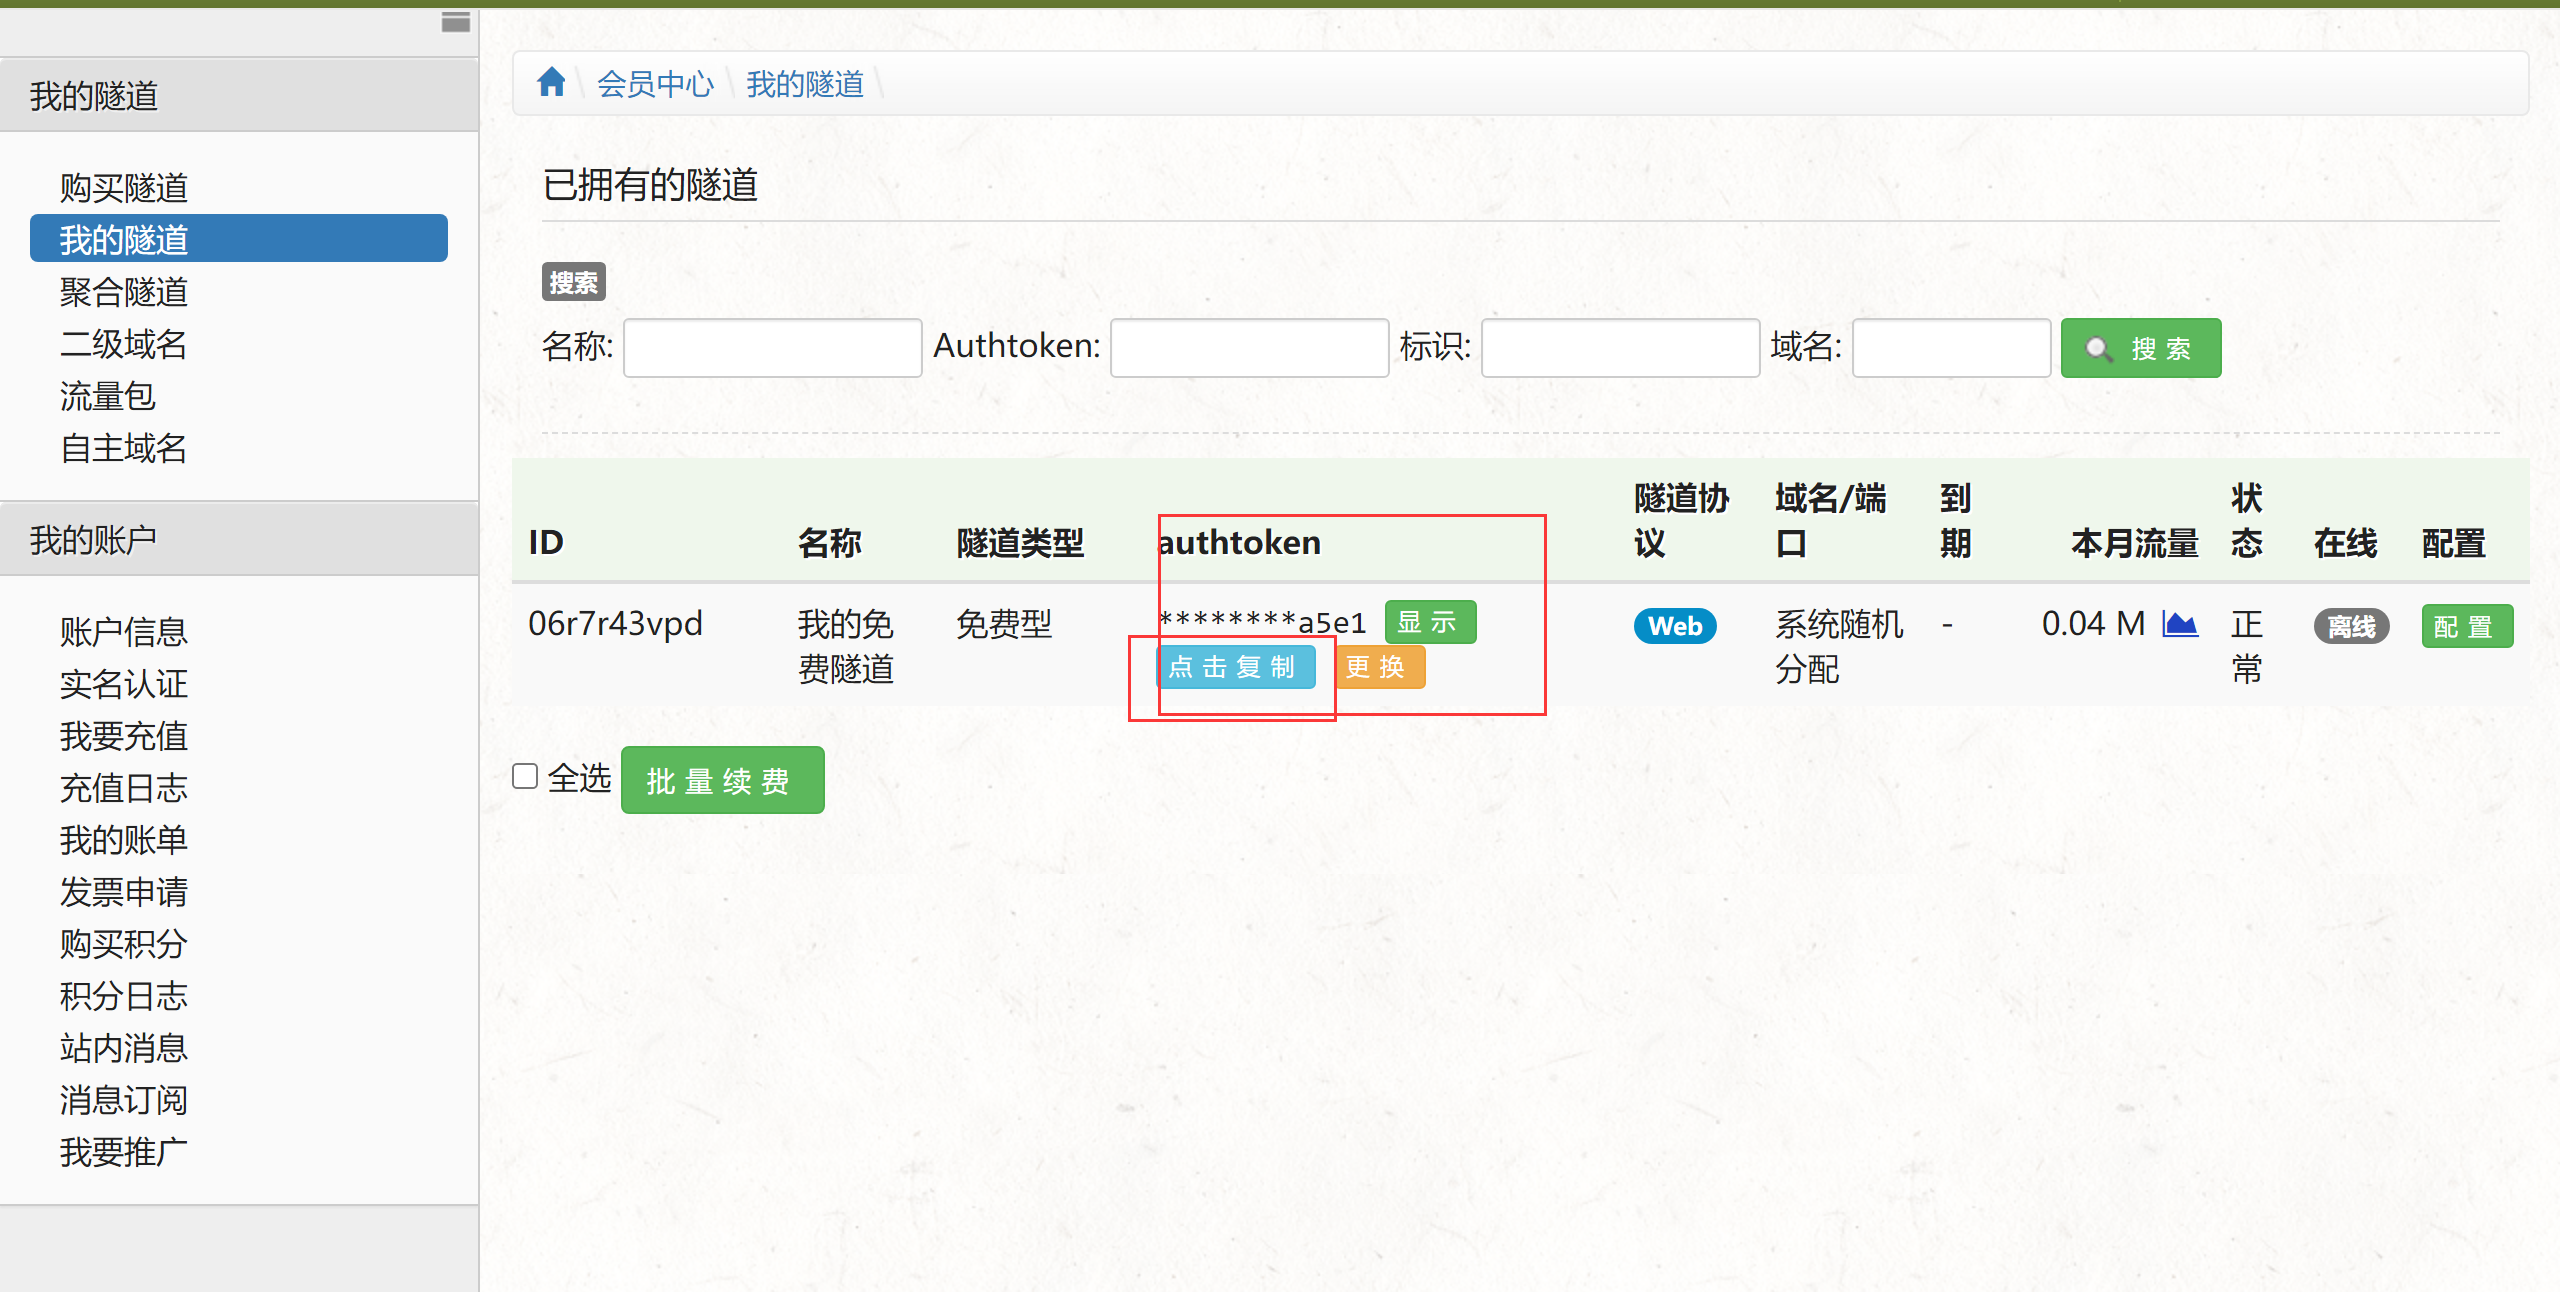 我的隧道
购买隧道
我的隧道
聚合隧道
二级域名
流量包
自主域名
我的账户
账户信息
实名认证
我要充值
充值日志
我的账单
发票申请
购买积分
积分日志
站内消息
消息订阅
我要推广
会员中心 我的隧道
已拥有的隧道
搜索
名称: Authtoken: 标识: 域名: 搜索
ID 名称 隧道类型 authtoken 隧道协议 域名/端口 到期 本月流量 状态 在线 配置
06r7r43vpd 我的免费隧道 免费型 ********a5e1 显示 点击复制 更换 Web 系统随机分配 - 0.04 M 正常 离线 配置
全选 批量续费